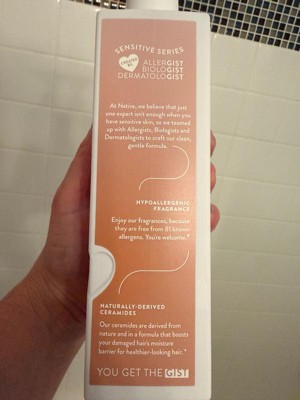 SENSITIVE SERIES
CREATED BY
ALLERGIST
BIOLOGIST
DERMATOLOGIST
At Native, we believe that just
one expert isn't enough when you
have sensitive skin, so we teamed
up with Allergists, Biologists and
Dermatologists to craft our clean,
gentle formula.
HYPOALLERGENIC
FRAGRANCE
Enjoy our fragrances, because
they are free from 81 known
allergens. You're welcome.*
NATURALLY-DERIVED
CERAMIDES
Our ceramides are derived from
nature and in a formula that boosts
your damaged hair's moisture
barrier for healthier-looking hair.*
YOU GET THE GIST